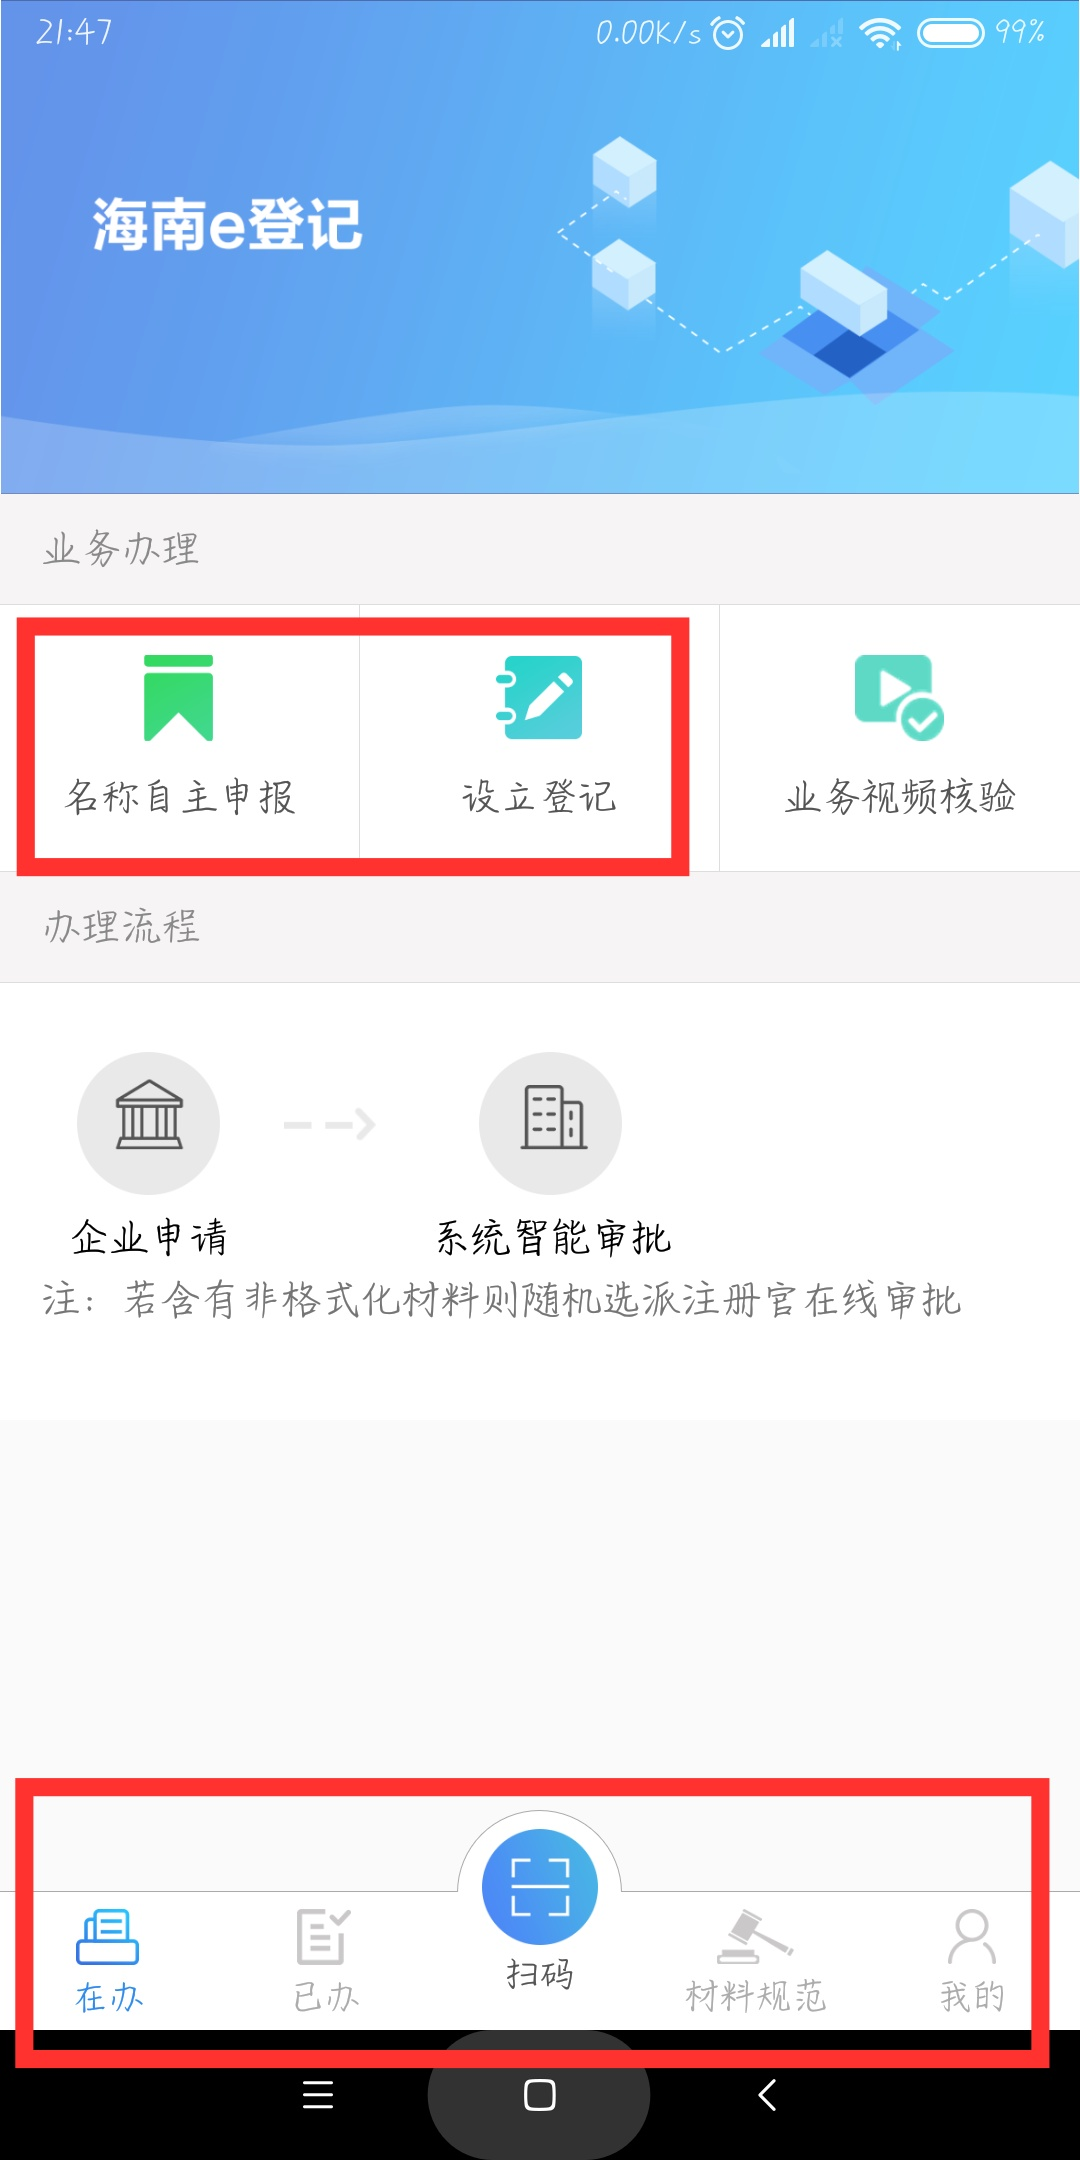 21:47 0.00K/s 99%
海南e登记
业务办理
名称自主申报 设立登记 业务视频核验
办理流程
企业申请 系统智能审批
注：若含有非格式化材料则随机选派注册官在线审批
在办 已办 扫码 材料规范 我的